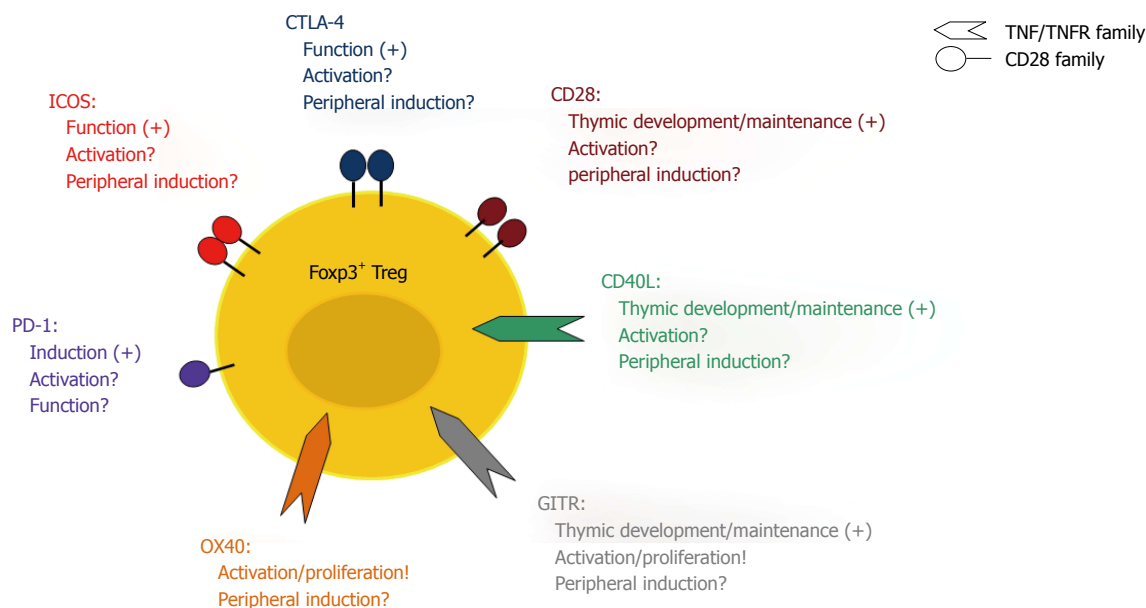 CTLA-4
Function (+)
Activation?
Peripheral induction?
TNF/TNFR family
CD28 family
ICOS:
Function (+)
Activation?
Peripheral induction?
CD28:
Thymic development/maintenance (+)
Activation?
peripheral induction?
Foxp3+ Treg
CD40L:
Thymic development/maintenance (+)
Activation?
Peripheral induction?
PD-1:
Induction (+)
Activation?
Function?
GITR:
Thymic development/maintenance (+)
Activation/proliferation!
Peripheral induction?
OX40:
Activation/proliferation!
Peripheral induction?